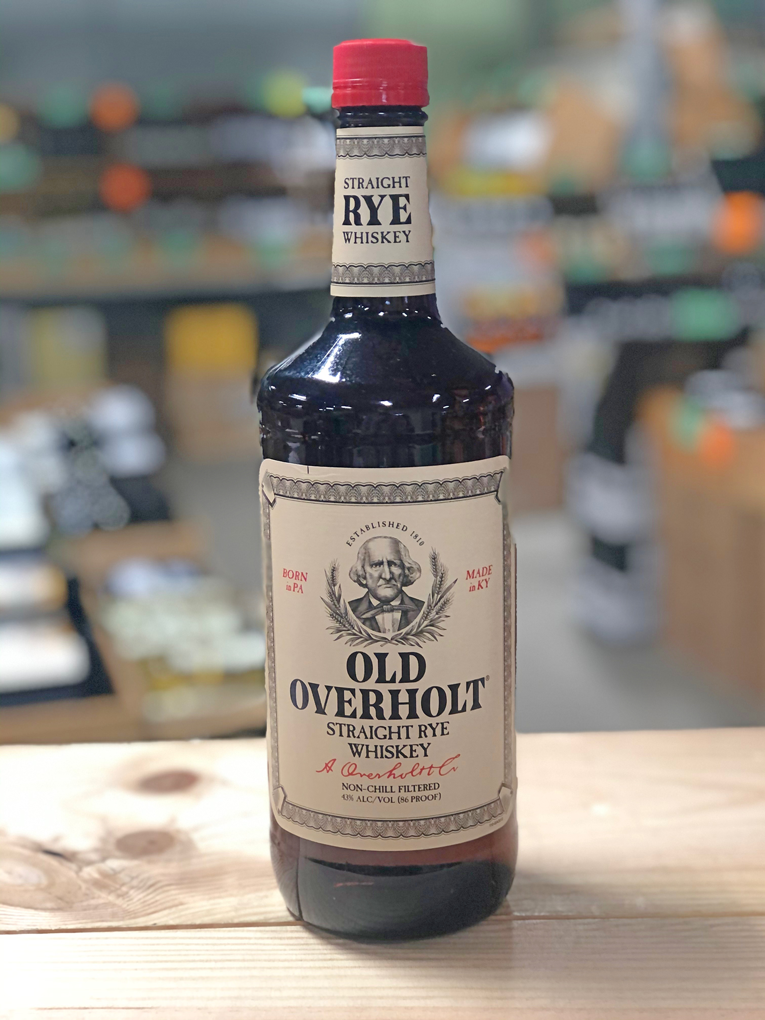 STRAIGHT
RYE
WHISKEY
ESTABLISHED 1810
BORN
in PA
MADE
in KY
OLD
OVERHOLT®
STRAIGHT RYE
WHISKEY
A. Overholt & Co
NON-CHILL FILTERED
43% ALC/VOL (86 PROOF)